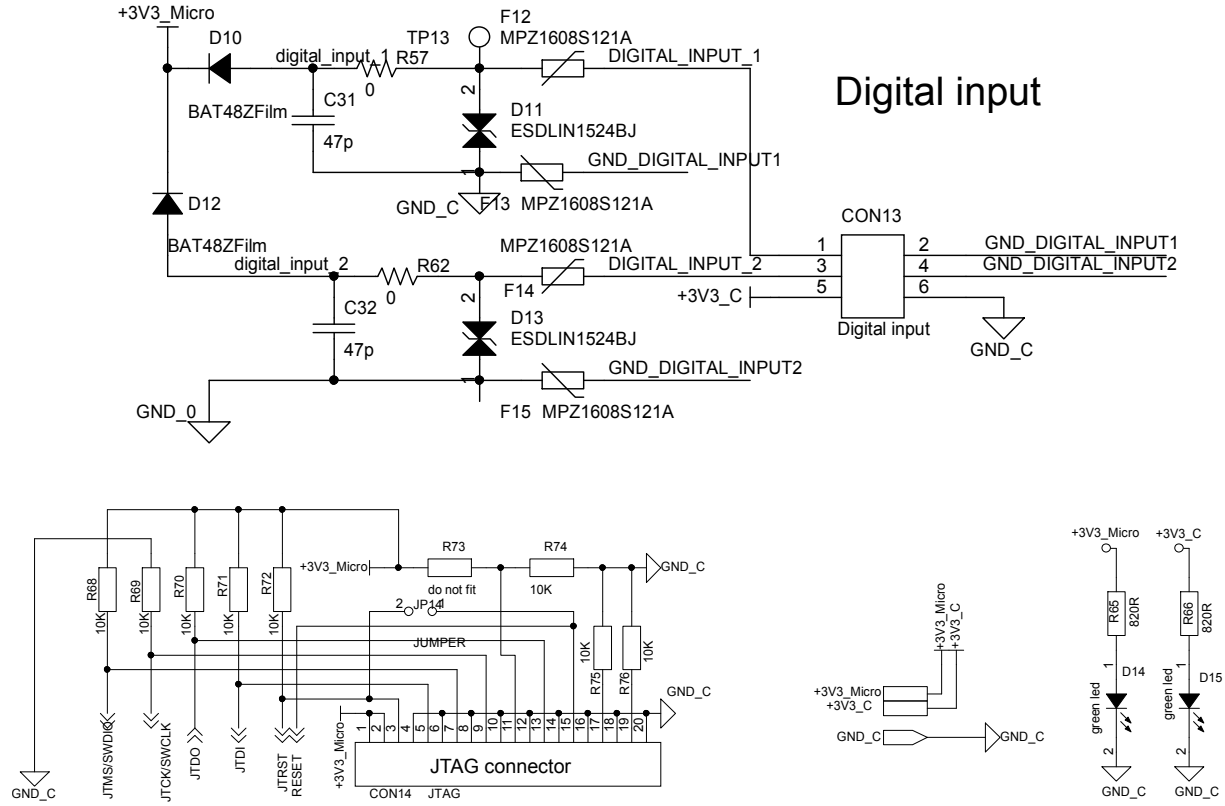 +3V3_Micro
D10
digital_input_1
R57
0
TP13
F12
MPZ1608S121A
DIGITAL_INPUT_1
Digital input
BAT48ZFilm
C31
47p
2
D11
ESDLIN1524BJ
1
GND_DIGITAL_INPUT1
GND_C
F13 MPZ1608S121A
D12
BAT48ZFilm
digital_input_2
R62
0
MPZ1608S121A
DIGITAL_INPUT_2
F14
C32
47p
2
D13
ESDLIN1524BJ
1
GND_DIGITAL_INPUT2
F15 MPZ1608S121A
GND_0
CON13
1 2 GND_DIGITAL_INPUT1
3 4 GND_DIGITAL_INPUT2
+3V3_C 5 6
Digital input
GND_C
R68
10K
R69
10K
R70
10K
R71
10K
R72
10K
+3V3_Micro
R73
do not fit
R74
10K
GND_C
2 JP14 1
JUMPER
10K
R75
10K
R76
GND_C
GND_C
JTMS/SWDIO
JTCK/SWCLK
JTDO
JTDI
JTRST
RESET
+3V3_Micro
1 2 3 4 5 6 7 8 9 10 11 12 13 14 15 16 17 18 19 20
JTAG connector
CON14 JTAG
+3V3_Micro
+3V3_C
+3V3_Micro
+3V3_C
GND_C
GND_C
+3V3_Micro
R65
820R
1
D14
green led
2
GND_C
+3V3_C
R66
820R
1
D15
green led
2
GND_C